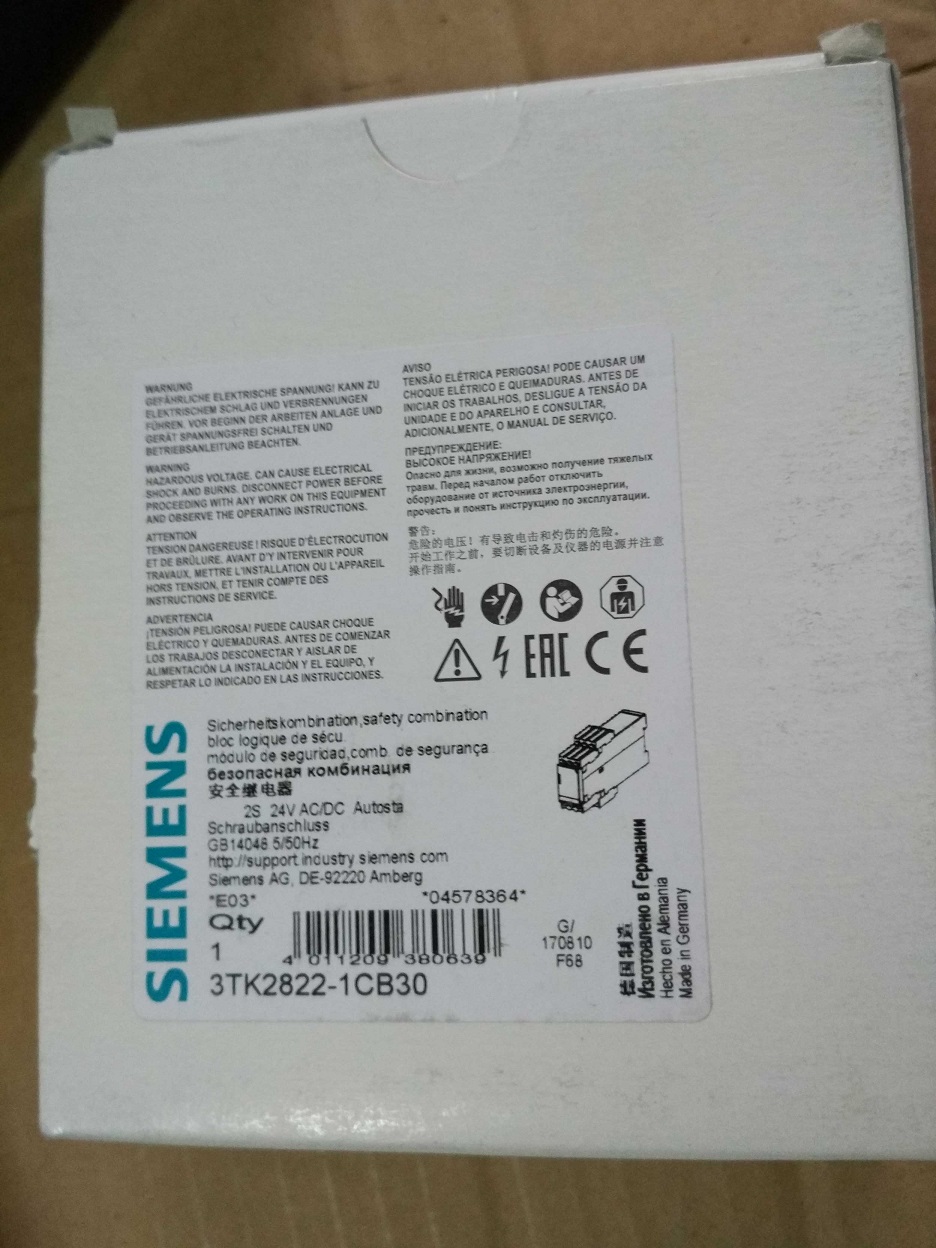 WARNUNG
GEFÄHRLICHE ELEKTRISCHE SPANNUNG! KANN ZU
ELEKTRISCHEM SCHLAG UND VERBRENNUNGEN
FÜHREN. VOR BEGINN DER ARBEITEN ANLAGE UND
GERÄT SPANNUNGSFREI SCHALTEN UND
BETRIEBSANLEITUNG BEACHTEN.
WARNING
HAZARDOUS VOLTAGE. CAN CAUSE ELECTRICAL
SHOCK AND BURNS. DISCONNECT POWER BEFORE
PROCEEDING WITH ANY WORK ON THIS EQUIPMENT
AND OBSERVE THE OPERATING INSTRUCTIONS.
ATTENTION
TENSION DANGEREUSE ! RISQUE D'ÉLECTROCUTION
ET DE BRÛLURE. AVANT D'Y INTERVENIR POUR
TRAVAUX, METTRE L'INSTALLATION OU L'APPAREIL
HORS TENSION, ET TENIR COMPTE DES
INSTRUCTIONS DE SERVICE.
ADVERTENCIA
¡TENSIÓN PELIGROSA! PUEDE CAUSAR CHOQUE
ELÉCTRICO Y QUEMADURAS. ANTES DE COMENZAR
LOS TRABAJOS DESCONECTAR Y AISLAR DE
ALIMENTACIÓN LA INSTALACIÓN Y EL EQUIPO, Y
RESPETAR LO INDICADO EN LAS INSTRUCCIONES.
AVISO
TENSÃO ELÉTRICA PERIGOSA! PODE CAUSAR UM
CHOQUE ELÉTRICO E QUEIMADURAS. ANTES DE
INICIAR OS TRABALHOS, DESLIGUE A TENSÃO DA
UNIDADE E DO APARELHO E CONSULTAR,
ADICIONALMENTE, O MANUAL DE SERVIÇO.
ПРЕДУПРЕЖДЕНИЕ:
ВЫСОКОЕ НАПРЯЖЕНИЕ!
Опасно для жизни, возможно получение тяжелых
травм. Перед началом работ отключить
оборудование от источника электроэнергии,
прочесть и понять инструкцию по эксплуатации.
警告:
危险的电压! 有导致电击和灼伤的危险。
开始工作之前, 要切断设备及仪器的电源并注意
操作指南。
EAC CE
SIEMENS
Sicherheitskombination,safety combination
bloc logique de sécu.
módulo de seguridad,comb. de segurança
безопасная комбинация
安全继电器
2S 24V AC/DC Autosta
Schraubanschluss
GB14048.5/50Hz
http://support.industry.siemens.com
Siemens AG, DE-92220 Amberg
*E03* *04578364*
Qty
1
4 011209 380639
3TK2822-1CB30
G/
170810
F68
德国制造
Изготовлено в Германии
Hecho en Alemania
Made in Germany